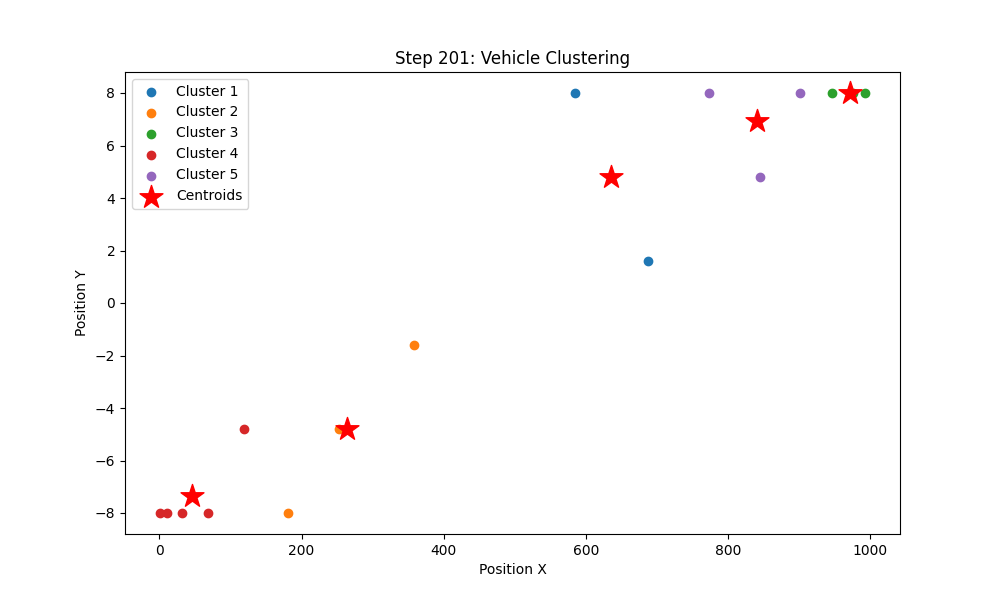 Step 201: Vehicle Clustering
Cluster 1
Cluster 2
Cluster 3
Cluster 4
Cluster 5
Centroids
Position Y
8
6
4
2
0
−2
−4
−6
−8
0 200 400 600 800 1000
Position X